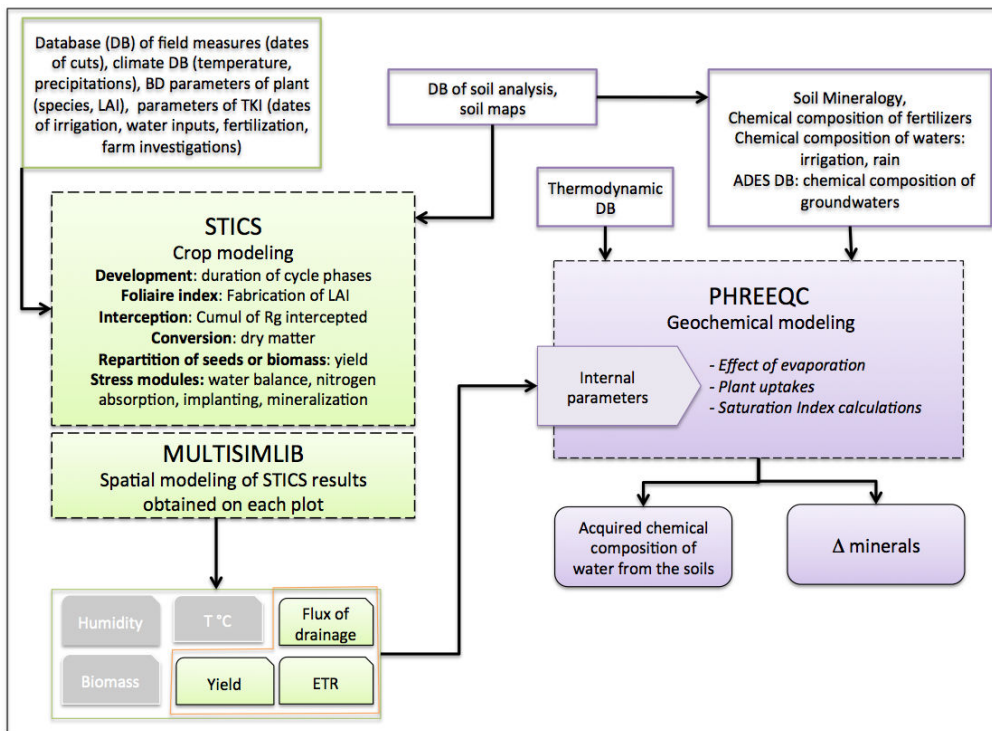 Database (DB) of field measures (dates
of cuts), climate DB (temperature,
precipitations), BD parameters of plant
(species, LAI),  parameters of TKI (dates
of irrigation, water inputs, fertilization,
farm investigations)
DB of soil analysis,
soil maps
Soil Mineralogy,
Chemical composition of fertilizers
Chemical composition of waters:
irrigation, rain
ADES DB: chemical composition of
groundwaters
Thermodynamic
DB
STICS
Crop modeling
Development: duration of cycle phases
Foliaire index: Fabrication of LAI
Interception: Cumul of Rg intercepted
Conversion: dry matter
Repartition of seeds or biomass: yield
Stress modules: water balance, nitrogen
absorption, implanting, mineralization
PHREEQC
Geochemical modeling
Internal
parameters
- Effect of evaporation
- Plant uptakes
- Saturation Index calculations
MULTISIMLIB
Spatial modeling of STICS results
obtained on each plot
Acquired chemical
composition of
water from the soils
Δ minerals
Humidity
T °C
Flux of
drainage
Biomass
Yield
ETR